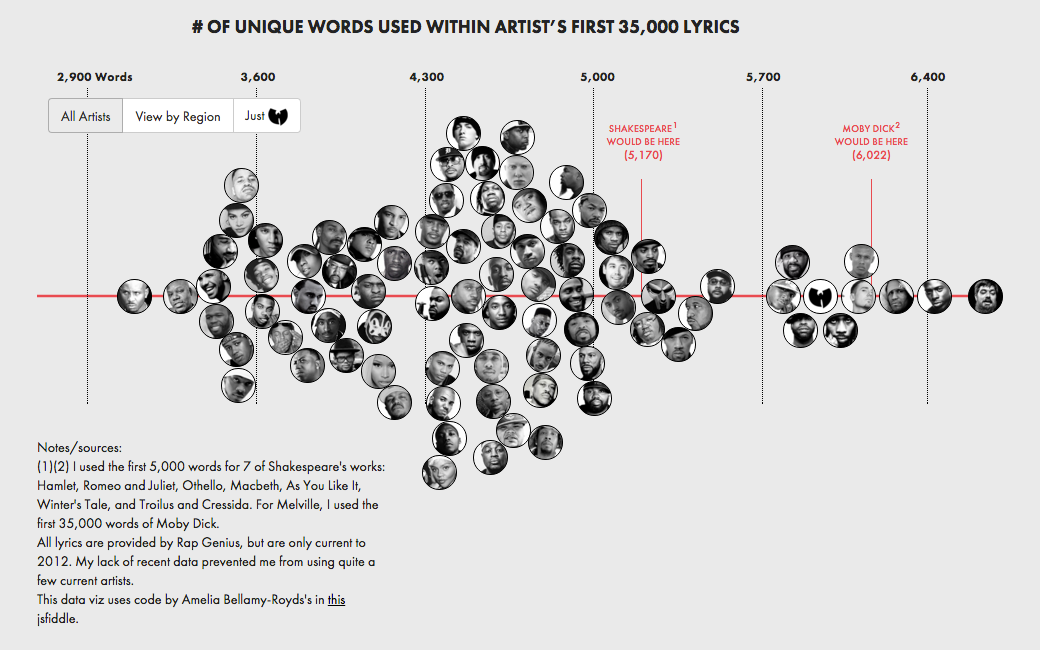 # OF UNIQUE WORDS USED WITHIN ARTIST'S FIRST 35,000 LYRICS
2,900 Words 3,600 4,300 5,000 5,700 6,400
All Artists View by Region Just
SHAKESPEARE1 MOBY DICK2
WOULD BE HERE WOULD BE HERE
(5,170) (6,022)
Notes/sources:
(1)(2) I used the first 5,000 words for 7 of Shakespeare's works:
Hamlet, Romeo and Juliet, Othello, Macbeth, As You Like It,
Winter's Tale, and Troilus and Cressida. For Melville, I used the
first 35,000 words of Moby Dick.
All lyrics are provided by Rap Genius, but are only current to
2012. My lack of recent data prevented me from using quite a
few current artists.
This data viz uses code by Amelia Bellamy-Royds's in this
jsfiddle.